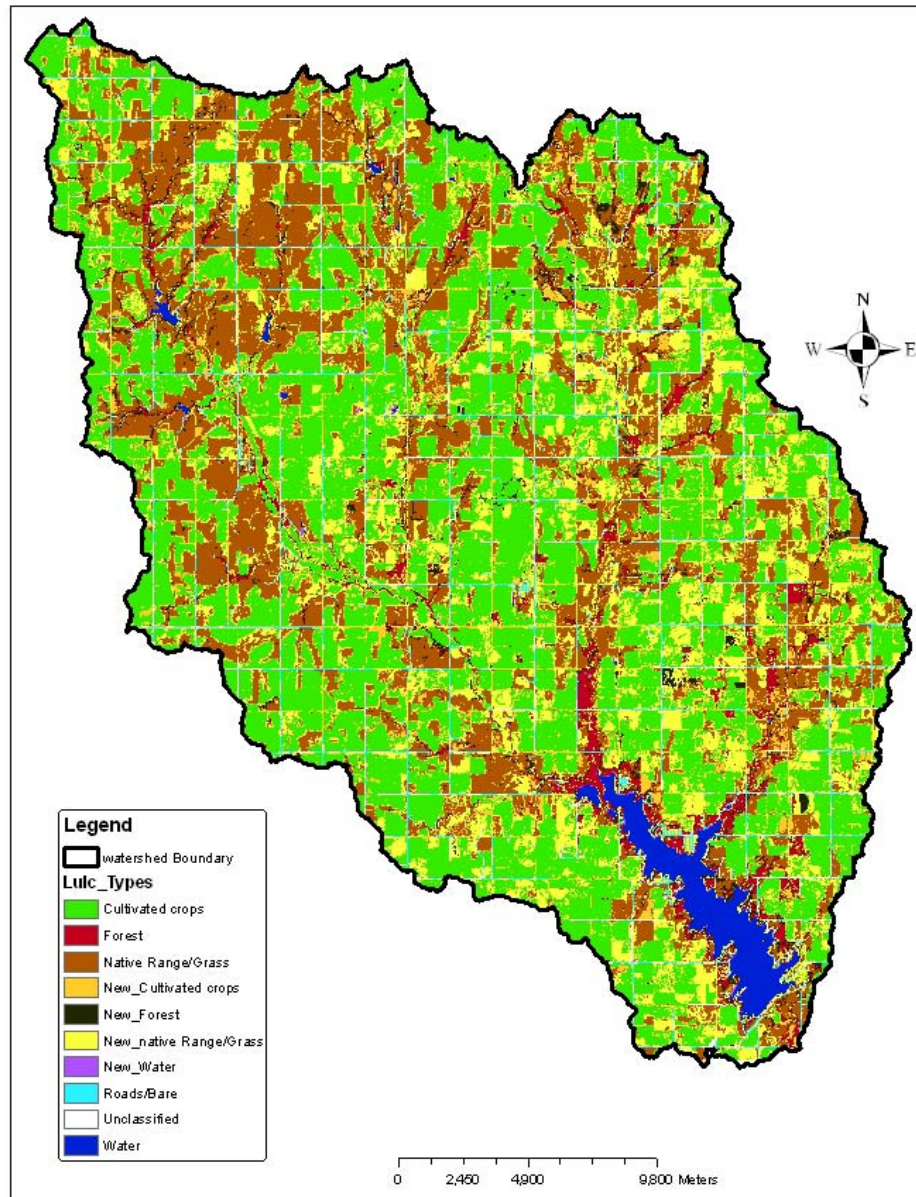 N
W E
S
Legend
watershed Boundary
Lulc_Types
Cultivated crops
Forest
Native Range/Grass
New_Cultivated crops
New_Forest
New_native Range/Grass
New_Water
Roads/Bare
Unclassified
Water
0 2,450 4,900 9,800 Meters